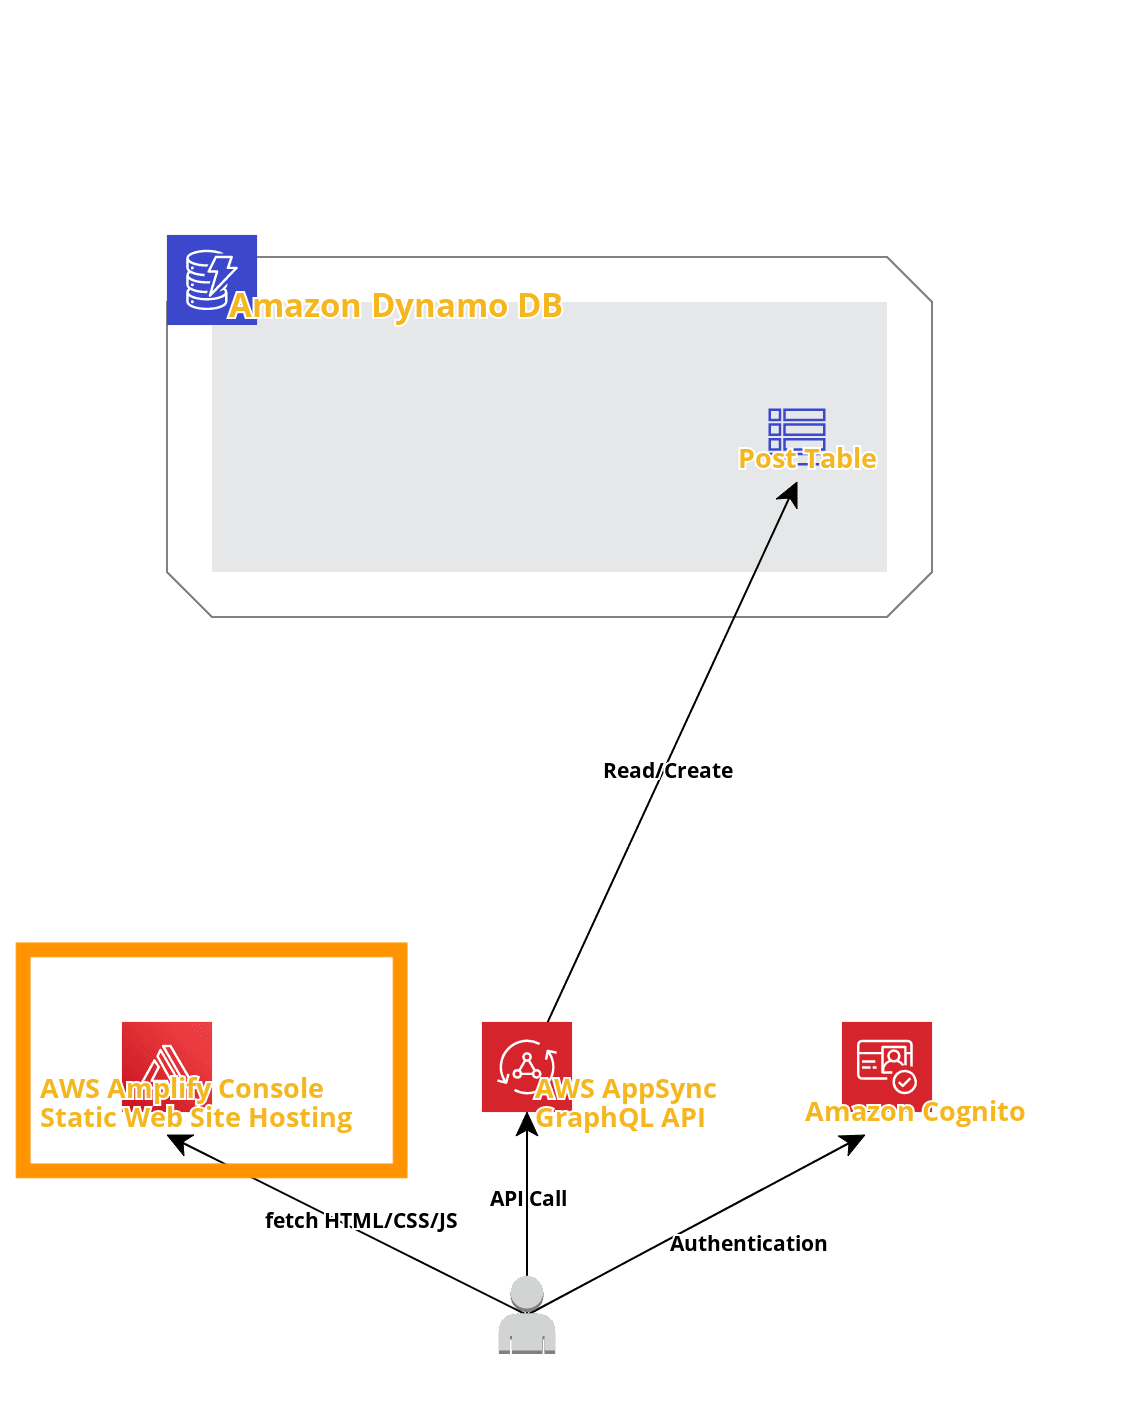 Amazon Dynamo DB
Post Table
Read/Create
AWS Amplify Console
Static Web Site Hosting
AWS AppSync
GraphQL API
Amazon Cognito
API Call
fetch HTML/CSS/JS
Authentication